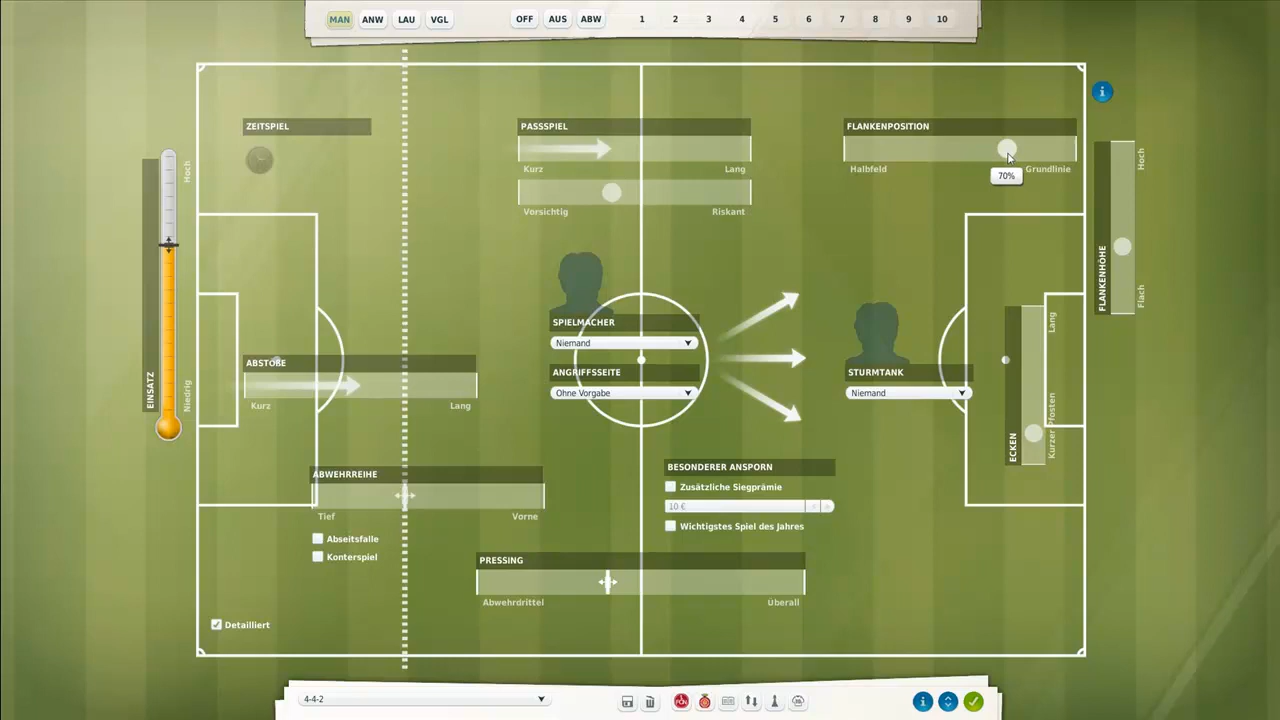 MAN ANW LAU VGL OFF AUS ABW 1 2 3 4 5 6 7 8 9 10
ZEITSPIEL
PASSSPIEL
Kurz Lang
Vorsichtig Riskant
FLANKENPOSITION
Halbfeld Grundlinie
70%
Hoch
FLANKENHÖHE
Flach
Hoch
EINSATZ
Niedrig
SPIELMACHER
Niemand
ANGRIFFSSEITE
Ohne Vorgabe
STURMTANK
Niemand
Lang
ECKEN
Kurzer Pfosten
ABSTÖßE
Kurz Lang
ABWEHRREIHE
Tief Vorne
Abseitsfalle
Konterspiel
BESONDERER ANSPORN
Zusätzliche Siegprämie
10 €
Wichtigstes Spiel des Jahres
PRESSING
Abwehrdrittel Überall
Detailliert
4-4-2